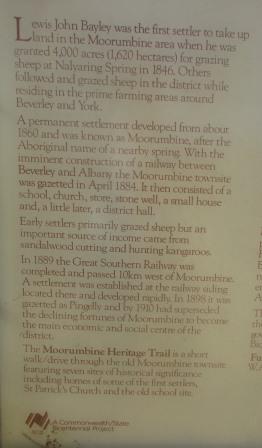 Lewis John Bayley was the first settler to take up
land in the Moorumbine area when he was
granted 4,000 acres (1,620 hectares) for grazing
sheep at Nalyaring Spring in 1846. Others
followed and grazed sheep in the district while
residing in the prime farming areas around
Beverley and York.
A permanent settlement developed from about
1860 and was known as Moorumbine, after the
Aboriginal name of a nearby spring. With the
imminent construction of a railway between
Beverley and Albany the Moorumbine townsite
was gazetted in April 1884. It then consisted of a
school, church, store, stone well, a small house
and, a little later, a district hall.
Early settlers primarily grazed sheep but an
important source of income came from
sandalwood cutting and hunting kangaroos.
In 1889 the Great Southern Railway was
completed and passed 10km west of Moorumbine.
A settlement was established at the railway siding
located there and developed rapidly. In 1898 it was
gazetted as Pingelly and by 1910 had superseded
the declining fortunes of Moorumbine to become
the main economic and social centre of the
district.
The Moorumbine Heritage Trail is a short
walk/drive through the old Moorumbine townsite
featuring seven sites of historical significance
including homes of some of the first settlers,
St Patrick's Church and the old school site.
A Commonwealth/State
Bicentennial Project